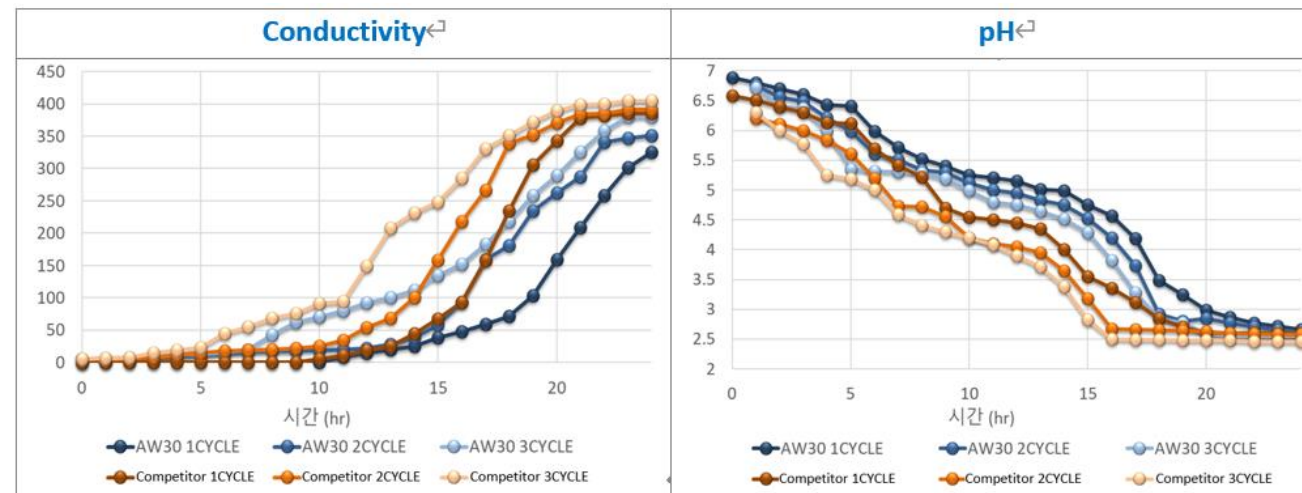 Conductivity
pH
450
400
350
300
250
200
150
100
50
0
0 5 10 15 20
시간 (hr)
AW30 1CYCLE AW30 2CYCLE AW30 3CYCLE
Competitor 1CYCLE Competitor 2CYCLE Competitor 3CYCLE
7
6.5
6
5.5
5
4.5
4
3.5
3
2.5
2
0 5 10 15 20
시간 (hr)
AW30 1CYCLE AW30 2CYCLE AW30 3CYCLE
Competitor 1CYCLE Competitor 2CYCLE Competitor 3CYCLE